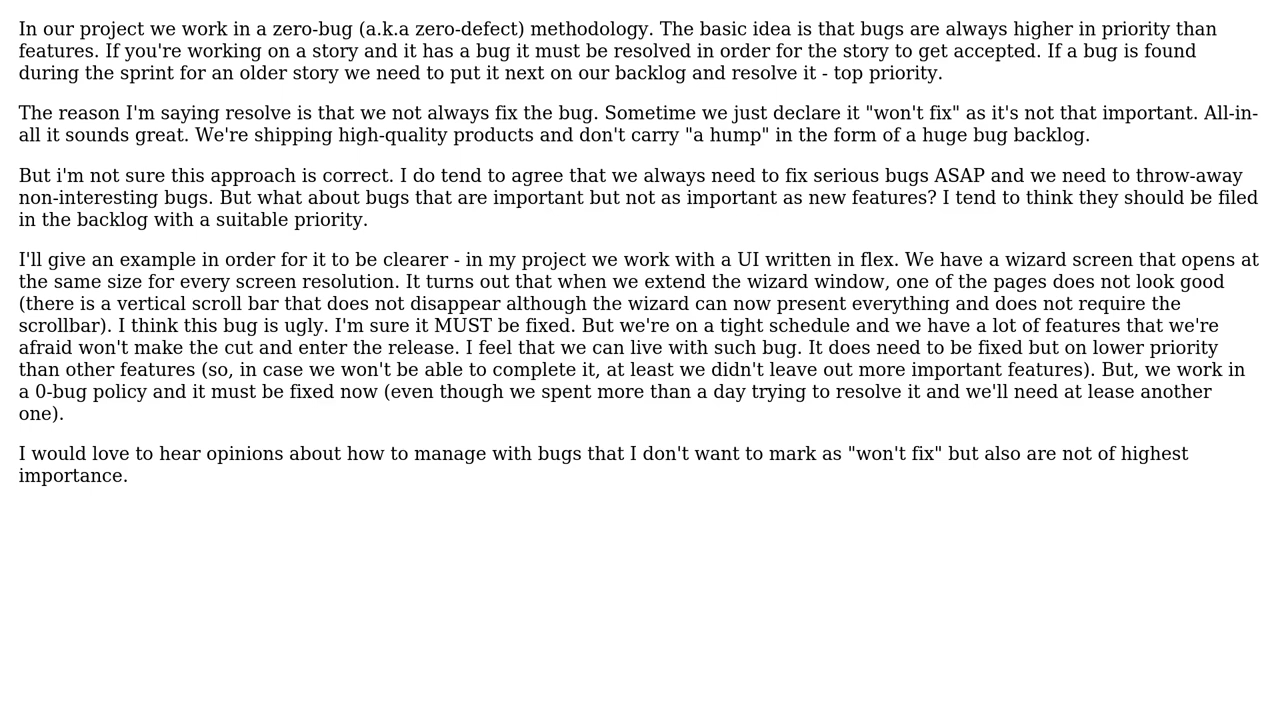 In our project we work in a zero-bug (a.k.a zero-defect) methodology. The basic idea is that bugs are always higher in priority than
features. If you're working on a story and it has a bug it must be resolved in order for the story to get accepted. If a bug is found
during the sprint for an older story we need to put it next on our backlog and resolve it - top priority.
The reason I'm saying resolve is that we not always fix the bug. Sometime we just declare it "won't fix" as it's not that important. All-in-
all it sounds great. We're shipping high-quality products and don't carry "a hump" in the form of a huge bug backlog.
But i'm not sure this approach is correct. I do tend to agree that we always need to fix serious bugs ASAP and we need to throw-away
non-interesting bugs. But what about bugs that are important but not as important as new features? I tend to think they should be filed
in the backlog with a suitable priority.
I'll give an example in order for it to be clearer - in my project we work with a UI written in flex. We have a wizard screen that opens at
the same size for every screen resolution. It turns out that when we extend the wizard window, one of the pages does not look good
(there is a vertical scroll bar that does not disappear although the wizard can now present everything and does not require the
scrollbar). I think this bug is ugly. I'm sure it MUST be fixed. But we're on a tight schedule and we have a lot of features that we're
afraid won't make the cut and enter the release. I feel that we can live with such bug. It does need to be fixed but on lower priority
than other features (so, in case we won't be able to complete it, at least we didn't leave out more important features). But, we work in
a 0-bug policy and it must be fixed now (even though we spent more than a day trying to resolve it and we'll need at lease another
one).
I would love to hear opinions about how to manage with bugs that I don't want to mark as "won't fix" but also are not of highest
importance.